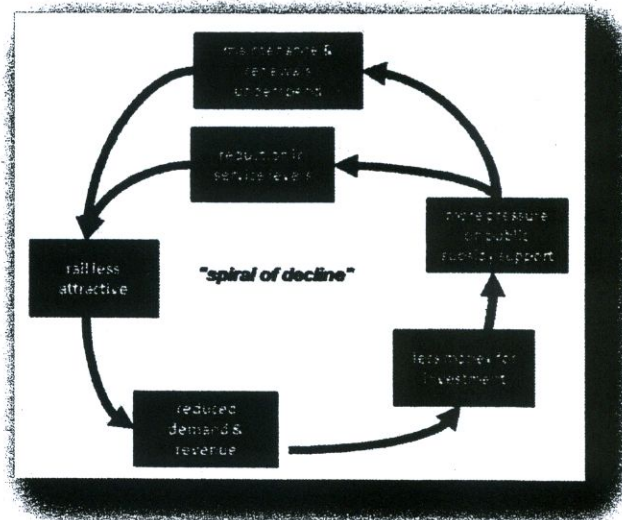 maintenance &
renewals
underspend
reduction in
service levels
more pressure
on public
subsidy support
rail less
attractive
"spiral of decline"
less money for
investment
reduced
demand &
revenue